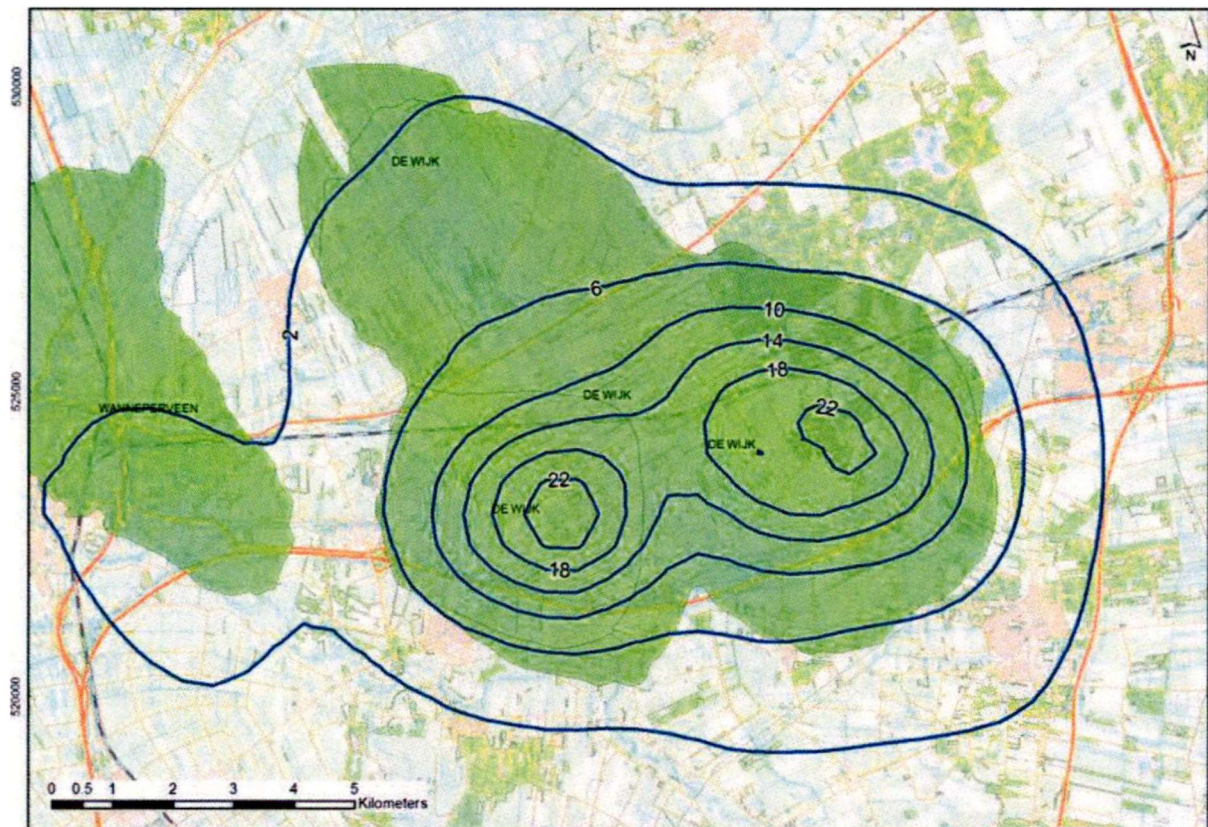 N
530000
DE WIJK
6
2
10
14
DE WIJK
18
WANNEPERVEEN
22
525000
DE WIJK
22
DE WIJK
18
520000
0 0.5 1 2 3 4 5
Kilometers